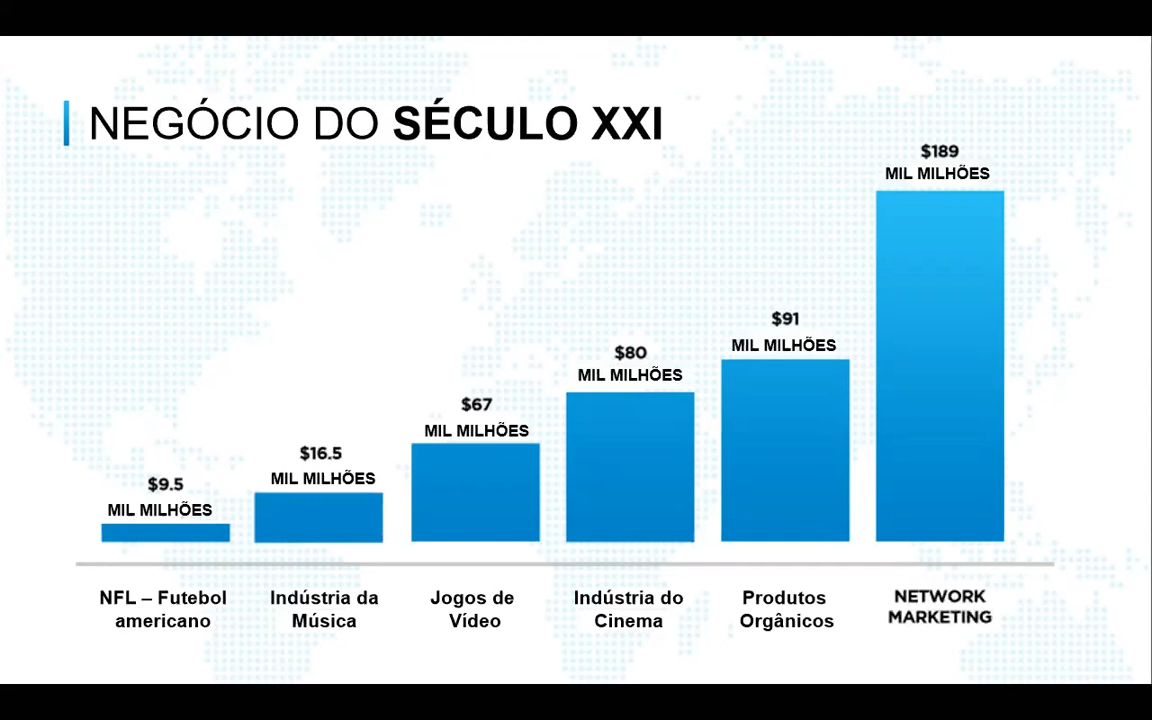 NEGÓCIO DO SÉCULO XXI
$189
MIL MILHÕES
$91
MIL MILHÕES
$80
MIL MILHÕES
$67
MIL MILHÕES
$16.5
MIL MILHÕES
$9.5
MIL MILHÕES
NFL – Futebol
americano
Indústria da
Música
Jogos de
Vídeo
Indústria do
Cinema
Produtos
Orgânicos
NETWORK
MARKETING